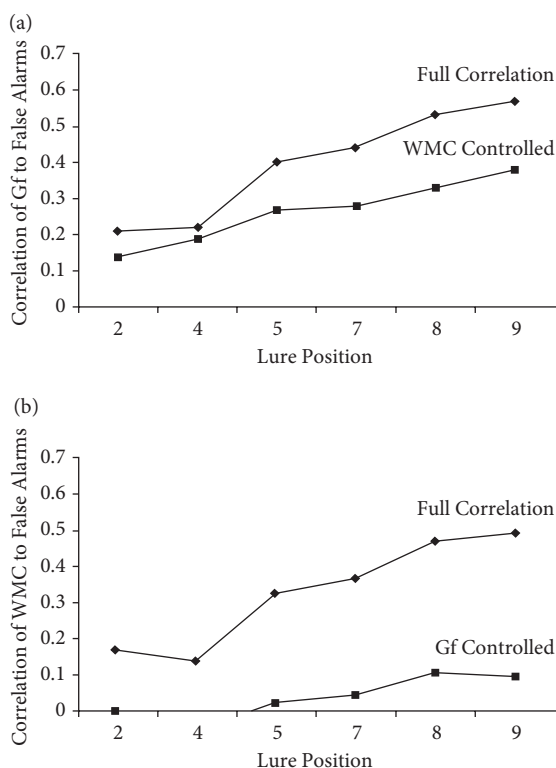 (a)
Correlation of Gf to False Alarms
0.7
0.6
0.5
0.4
0.3
0.2
0.1
0
Full Correlation
WMC Controlled
2 4 5 7 8 9
Lure Position
(b)
Correlation of WMC to False Alarms
0.7
0.6
0.5
0.4
0.3
0.2
0.1
0
Full Correlation
Gf Controlled
2 4 5 7 8 9
Lure Position